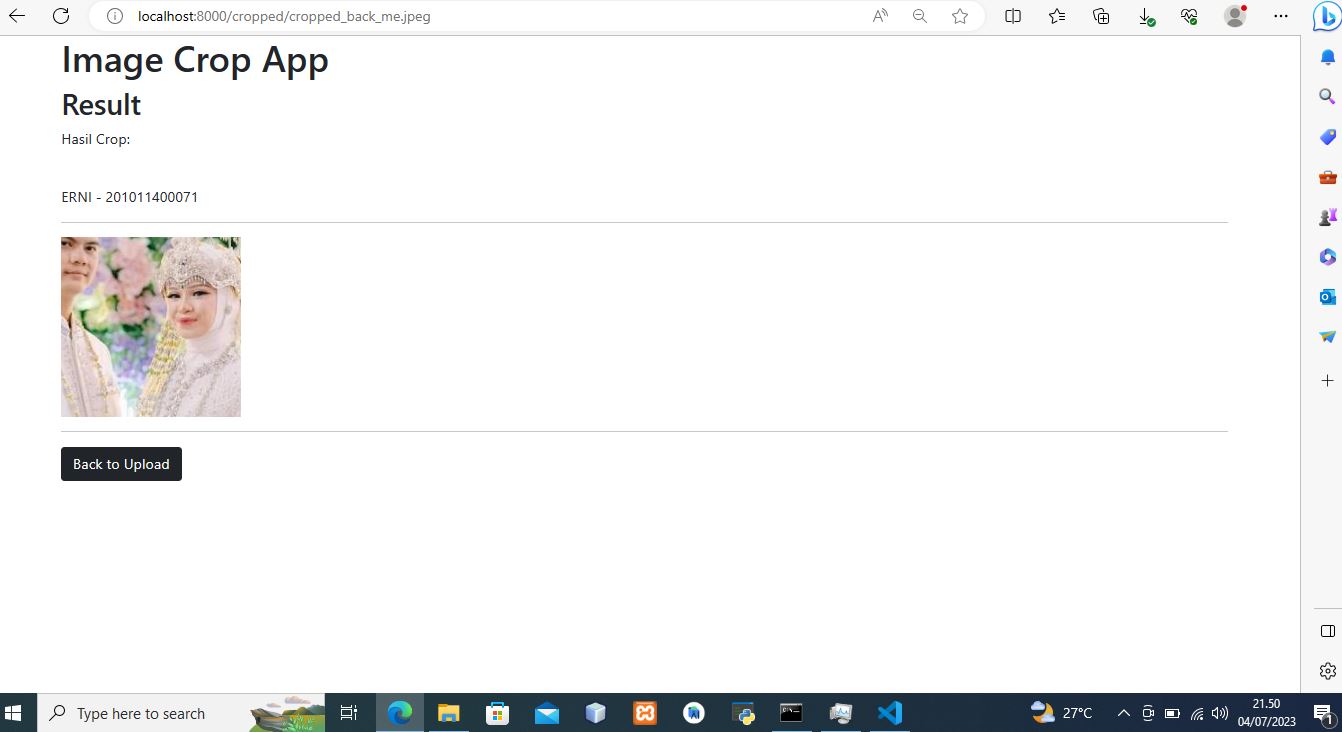 localhost:8000/cropped/cropped_back_me.jpeg
Image Crop App
Result
Hasil Crop:
ERNI - 201011400071
Back to Upload
Type here to search
27°C
21.50
04/07/2023
1